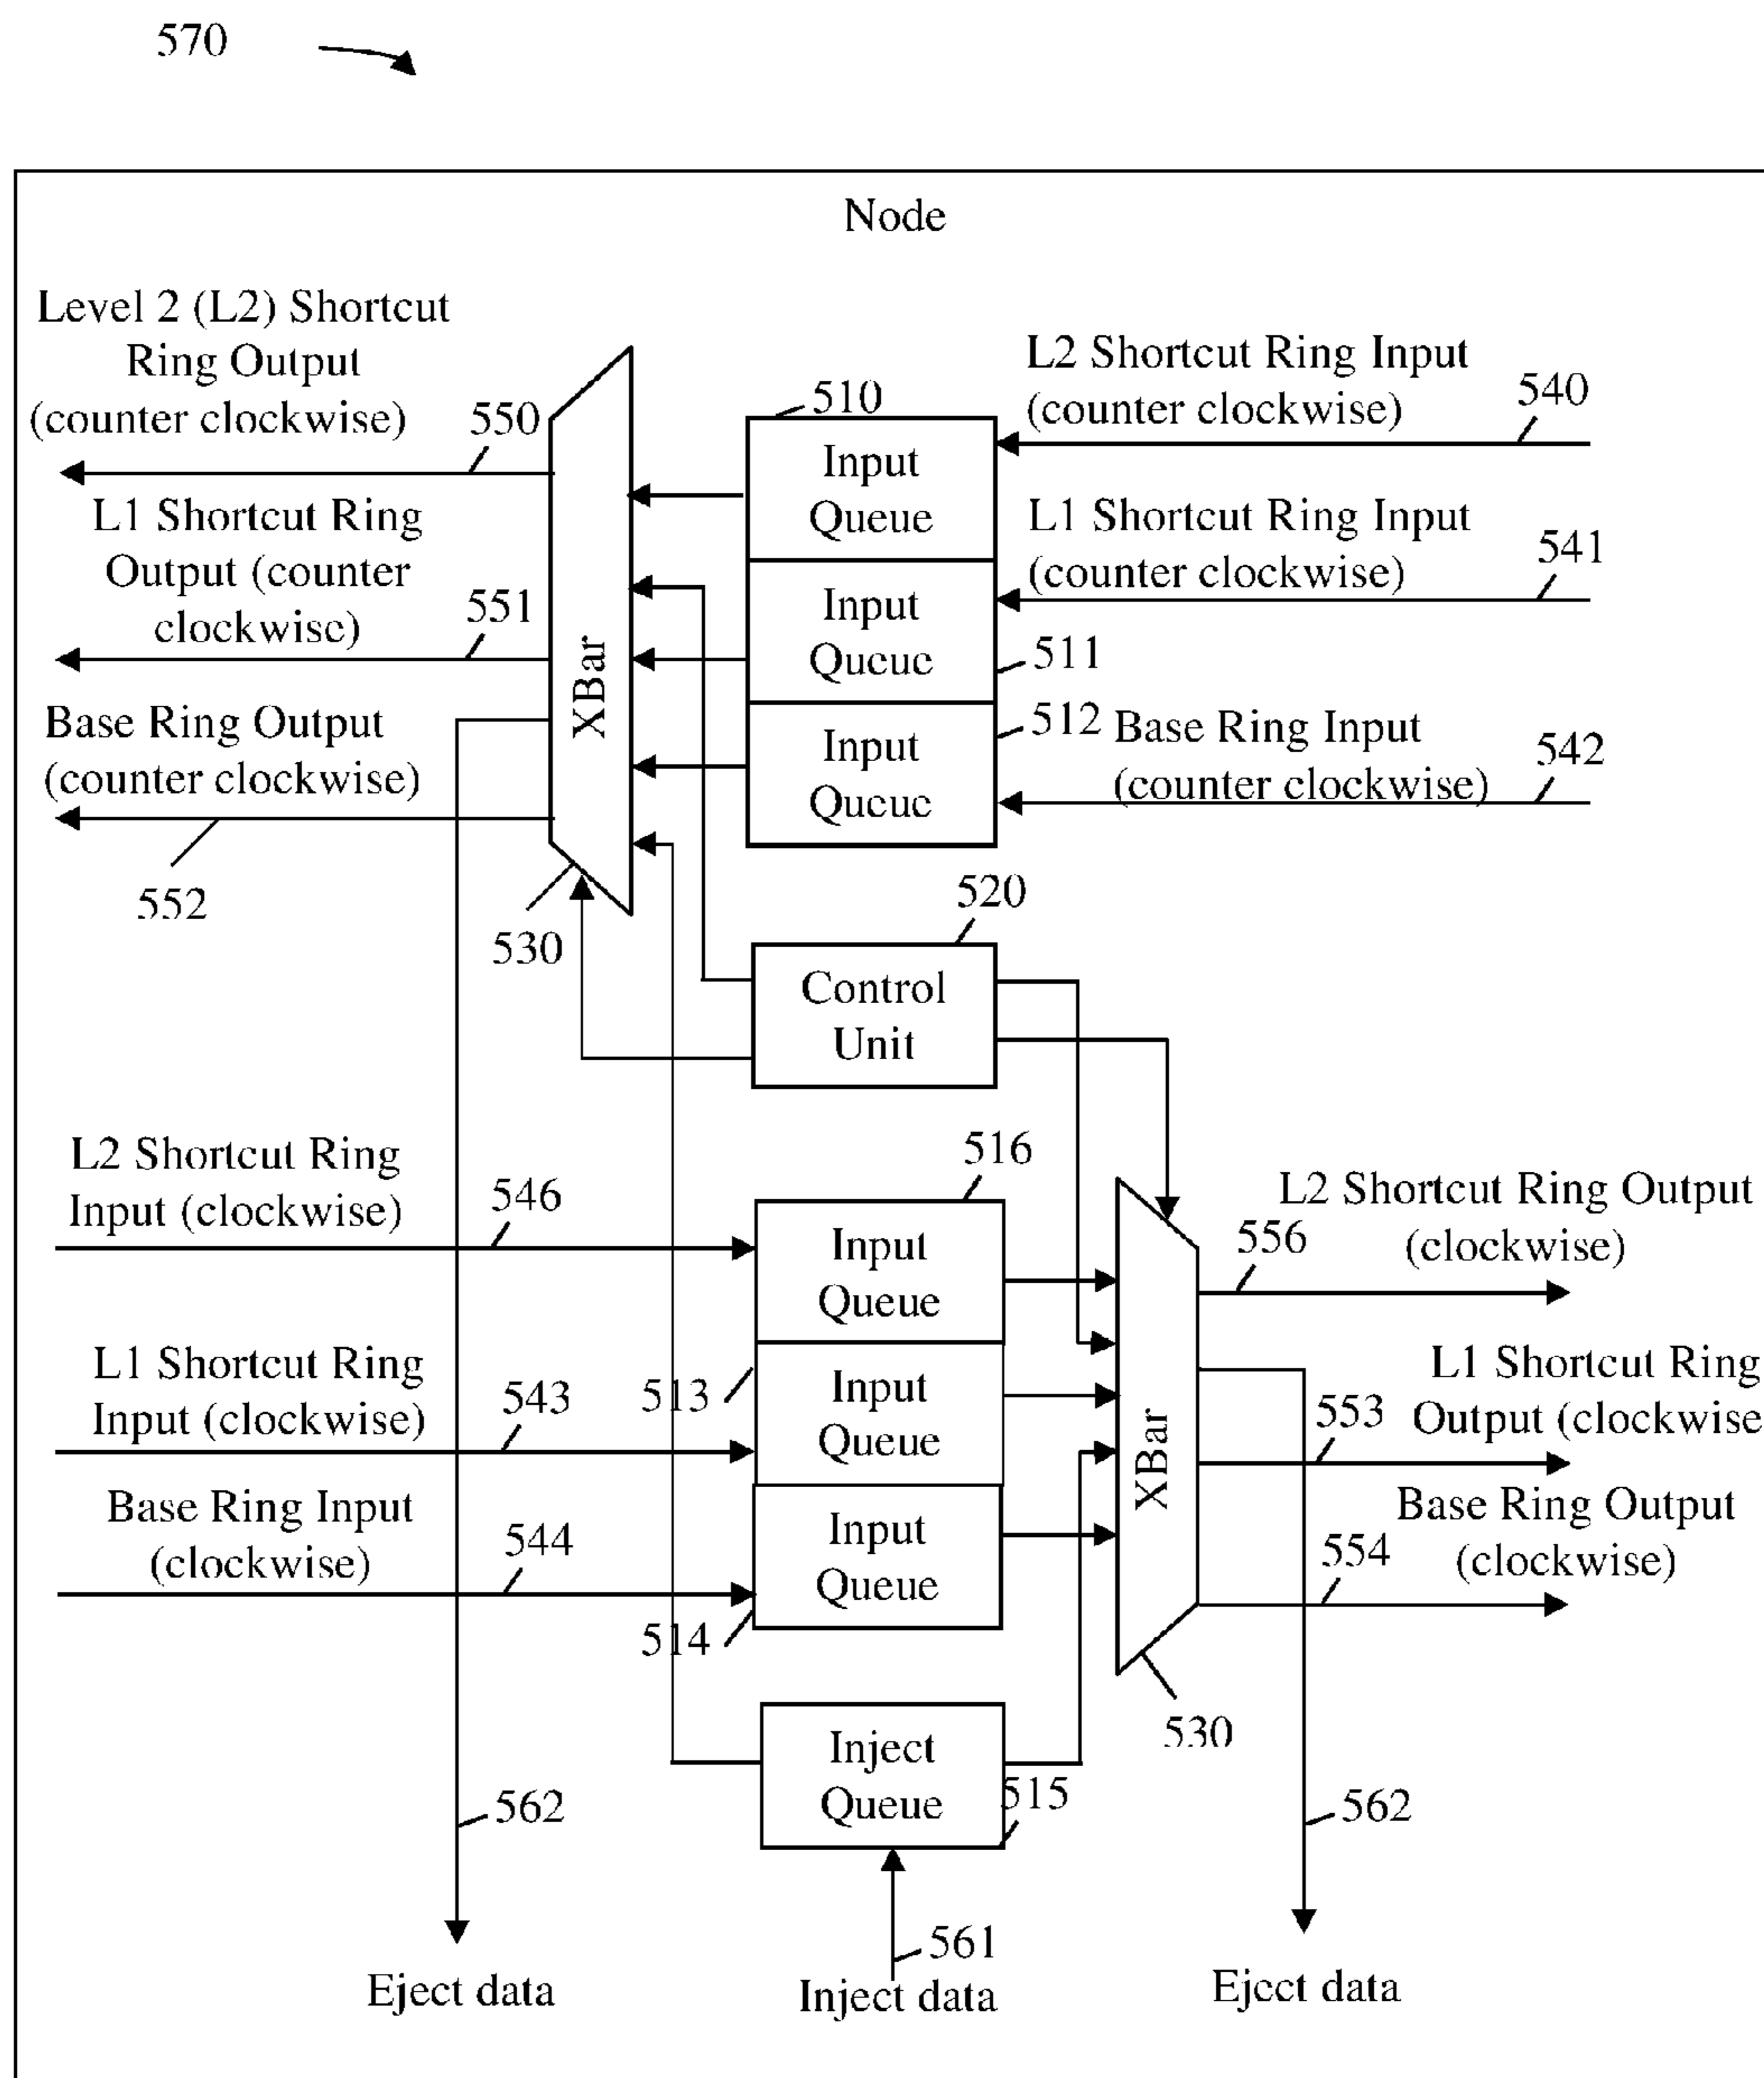 570
Node
Level 2 (L2) Shortcut
Ring Output
(counter clockwise)
550
L1 Shortcut Ring
Output (counter
clockwise)
551
Base Ring Output
(counter clockwise)
552
XBar
530
510
Input
Queue
Input
Queue
511
512
Input
Queue
L2 Shortcut Ring Input
(counter clockwise)
540
L1 Shortcut Ring Input
(counter clockwise)
541
Base Ring Input
(counter clockwise)
542
520
Control
Unit
L2 Shortcut Ring
Input (clockwise)
546
L1 Shortcut Ring
Input (clockwise)
543
Base Ring Input
(clockwise)
544
516
Input
Queue
513
Input
Queue
Input
Queue
514
XBar
530
L2 Shortcut Ring Output
(clockwise)
556
L1 Shortcut Ring
Output (clockwise
553
Base Ring Output
(clockwise)
554
Inject
Queue
515
562
562
561
Eject data
Inject data
Eject data